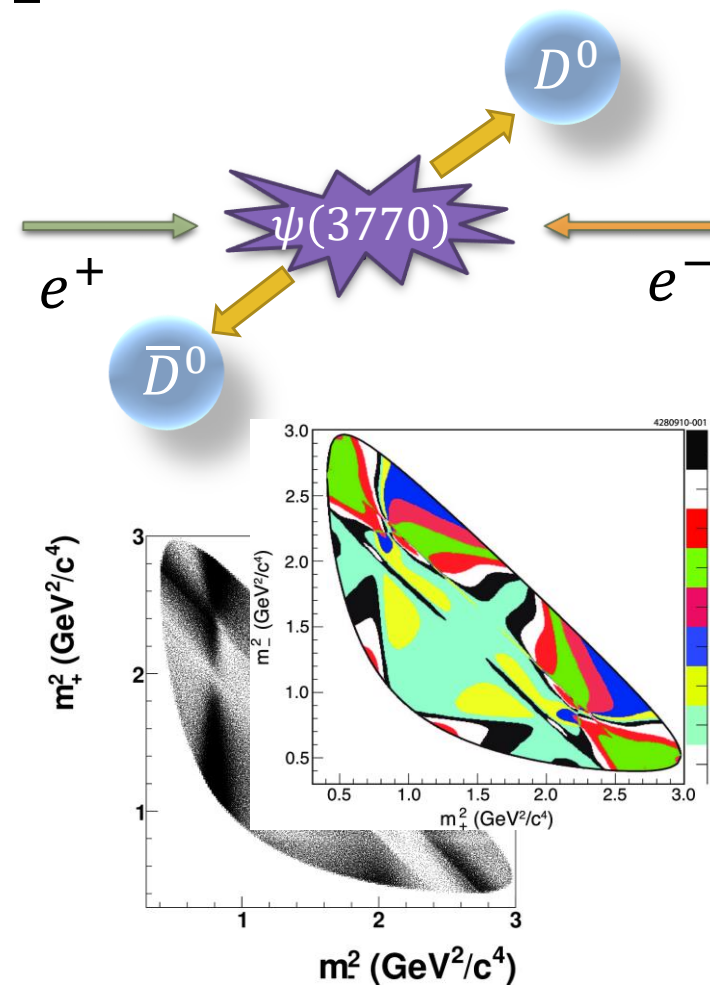 D⁰
ψ(3770)
e⁺
e⁻
D̅⁰
4280910-001
3.0
2.5
2.0
1.5
1.0
0.5
m²₋ (GeV²/c⁴)
0.5 1.0 1.5 2.0 2.5 3.0
m²₊ (GeV²/c⁴)
3
2
1
m²₊ (GeV²/c⁴)
1 2 3
m²₋ (GeV²/c⁴)